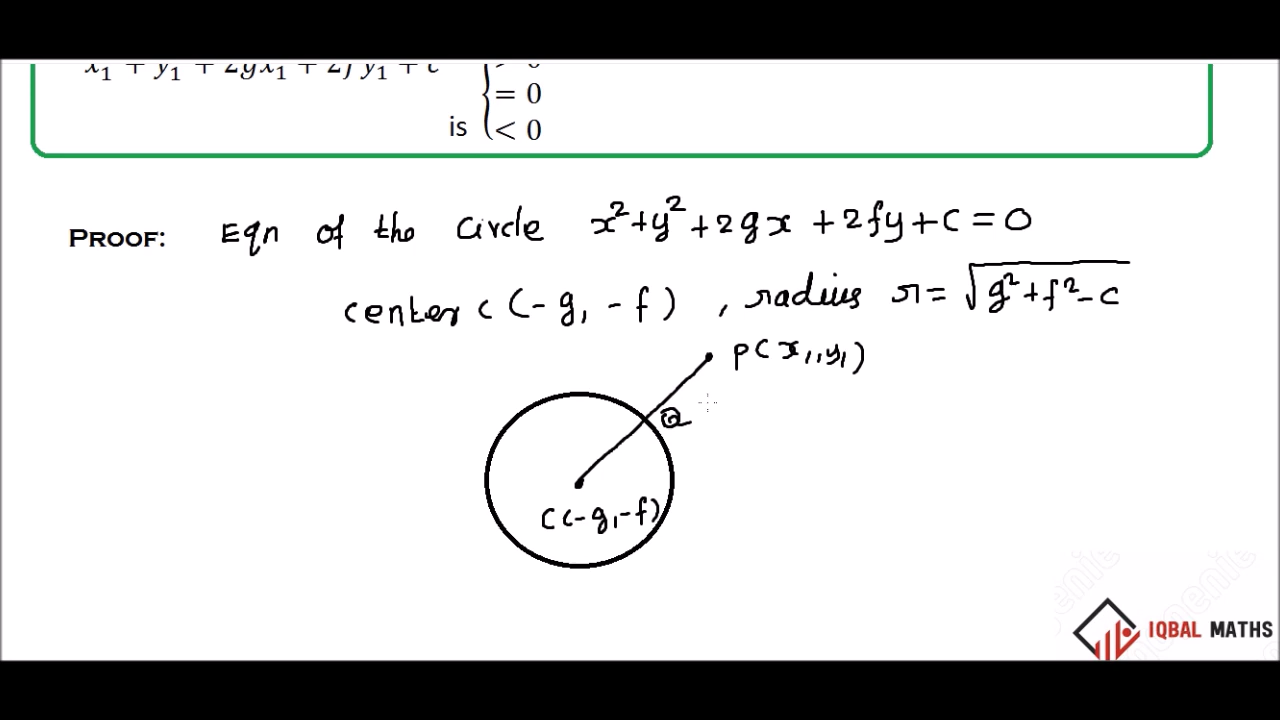 = 0
is < 0
PROOF: Eqn of the circle x²+y²+2gx+2fy+c=0
center C (-g, -f) , radius r = √g²+f²-c
P(x₁, y₁)
Q
C(-g,-f)
IQBAL MATHS